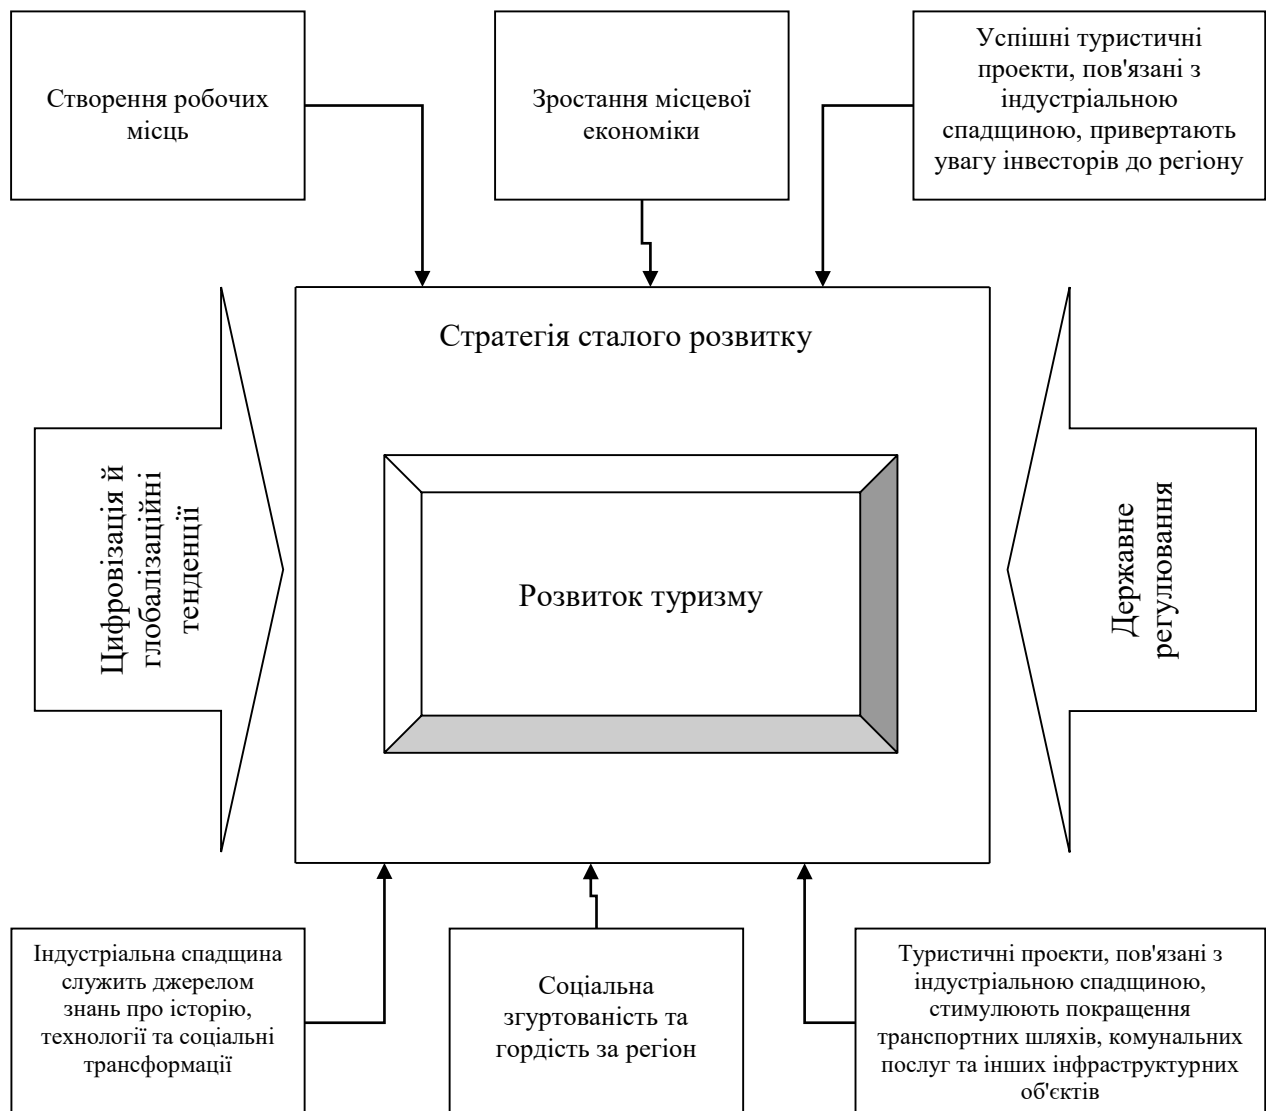 Створення робочих
місць
Зростання місцевої
економіки
Успішні туристичні
проекти, пов'язані з
індустріальною
спадщиною, привертають
увагу інвесторів до регіону
Стратегія сталого розвитку
Цифровізація й
глобалізаційні
тенденції
Розвиток туризму
Державне
регулювання
Індустріальна спадщина
служить джерелом
знань про історію,
технології та соціальні
трансформації
Соціальна
згуртованість та
гордість за регіон
Туристичні проекти, пов'язані з
індустріальною спадщиною,
стимулюють покращення
транспортних шляхів, комунальних
послуг та інших інфраструктурних
об'єктів